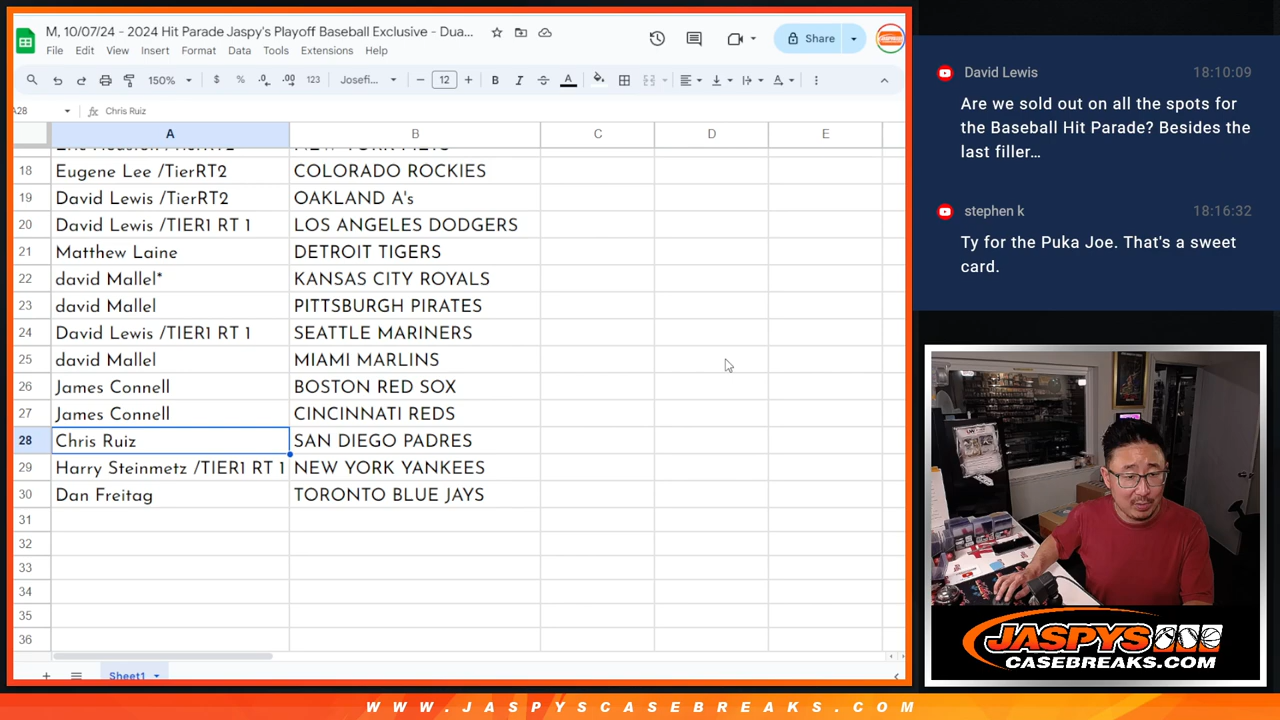 M, 10/07/24 - 2024 Hit Parade Jaspy's Playoff Baseball Exclusive - Dua...
File Edit View Insert Format Data Tools Extensions Help
Share
150% $ % .0 .00 123 Josefi... 12 B I A
A28 fx Chris Ruiz
A B C D E
18 Eugene Lee /TierRT2 COLORADO ROCKIES
19 David Lewis /TierRT2 OAKLAND A's
20 David Lewis /TIER1 RT 1 LOS ANGELES DODGERS
21 Matthew Laine DETROIT TIGERS
22 david Mallel* KANSAS CITY ROYALS
23 david Mallel PITTSBURGH PIRATES
24 David Lewis /TIER1 RT 1 SEATTLE MARINERS
25 david Mallel MIAMI MARLINS
26 James Connell BOSTON RED SOX
27 James Connell CINCINNATI REDS
28 Chris Ruiz SAN DIEGO PADRES
29 Harry Steinmetz /TIER1 RT 1 NEW YORK YANKEES
30 Dan Freitag TORONTO BLUE JAYS
31
32
33
34
35
36
Sheet1
David Lewis 18:10:09
Are we sold out on all the spots for
the Baseball Hit Parade? Besides the
last filler...
stephen k 18:16:32
Ty for the Puka Joe. That's a sweet
card.
JASPYS
CASEBREAKS.COM
WWW.JASPYSCASEBREAKS.COM